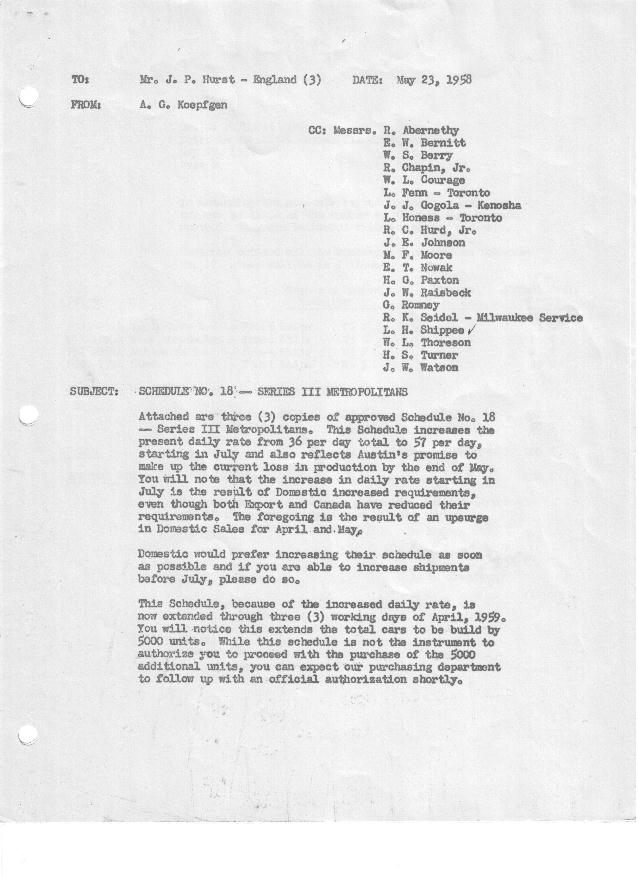 TO: Mr. J. P. Hurst - England (3) DATE: May 23, 1958
FROM: A. G. Koepfgen
CC: Messrs. R. Abernethy
E. W. Bernitt
W. S. Berry
R. Chapin, Jr.
W. L. Courage
L. Fenn - Toronto
J. J. Gogola - Kenosha
L. Honess - Toronto
R. C. Hurd, Jr.
J. E. Johnson
M. F. Moore
E. T. Nowak
H. G. Paxton
J. W. Raisbeck
G. Romney
R. K. Seidel - Milwaukee Service
L. H. Shippee ✓
W. L. Thoreson
H. S. Turner
J. W. Watson
SUBJECT: SCHEDULE NO. 18 - SERIES III METROPOLITANS
Attached are three (3) copies of approved Schedule No. 18
- Series III Metropolitans. This Schedule increases the
present daily rate from 36 per day total to 57 per day,
starting in July and also reflects Austin's promise to
make up the current loss in production by the end of May.
You will note that the increase in daily rate starting in
July is the result of Domestic increased requirements,
even though both Export and Canada have reduced their
requirements. The foregoing is the result of an upsurge
in Domestic Sales for April and May.
Domestic would prefer increasing their schedule as soon
as possible and if you are able to increase shipments
before July, please do so.
This Schedule, because of the increased daily rate, is
now extended through three (3) working days of April, 1959.
You will notice this extends the total cars to be build by
5000 units. While this schedule is not the instrument to
authorize you to proceed with the purchase of the 5000
additional units, you can expect our purchasing department
to follow up with an official authorization shortly.